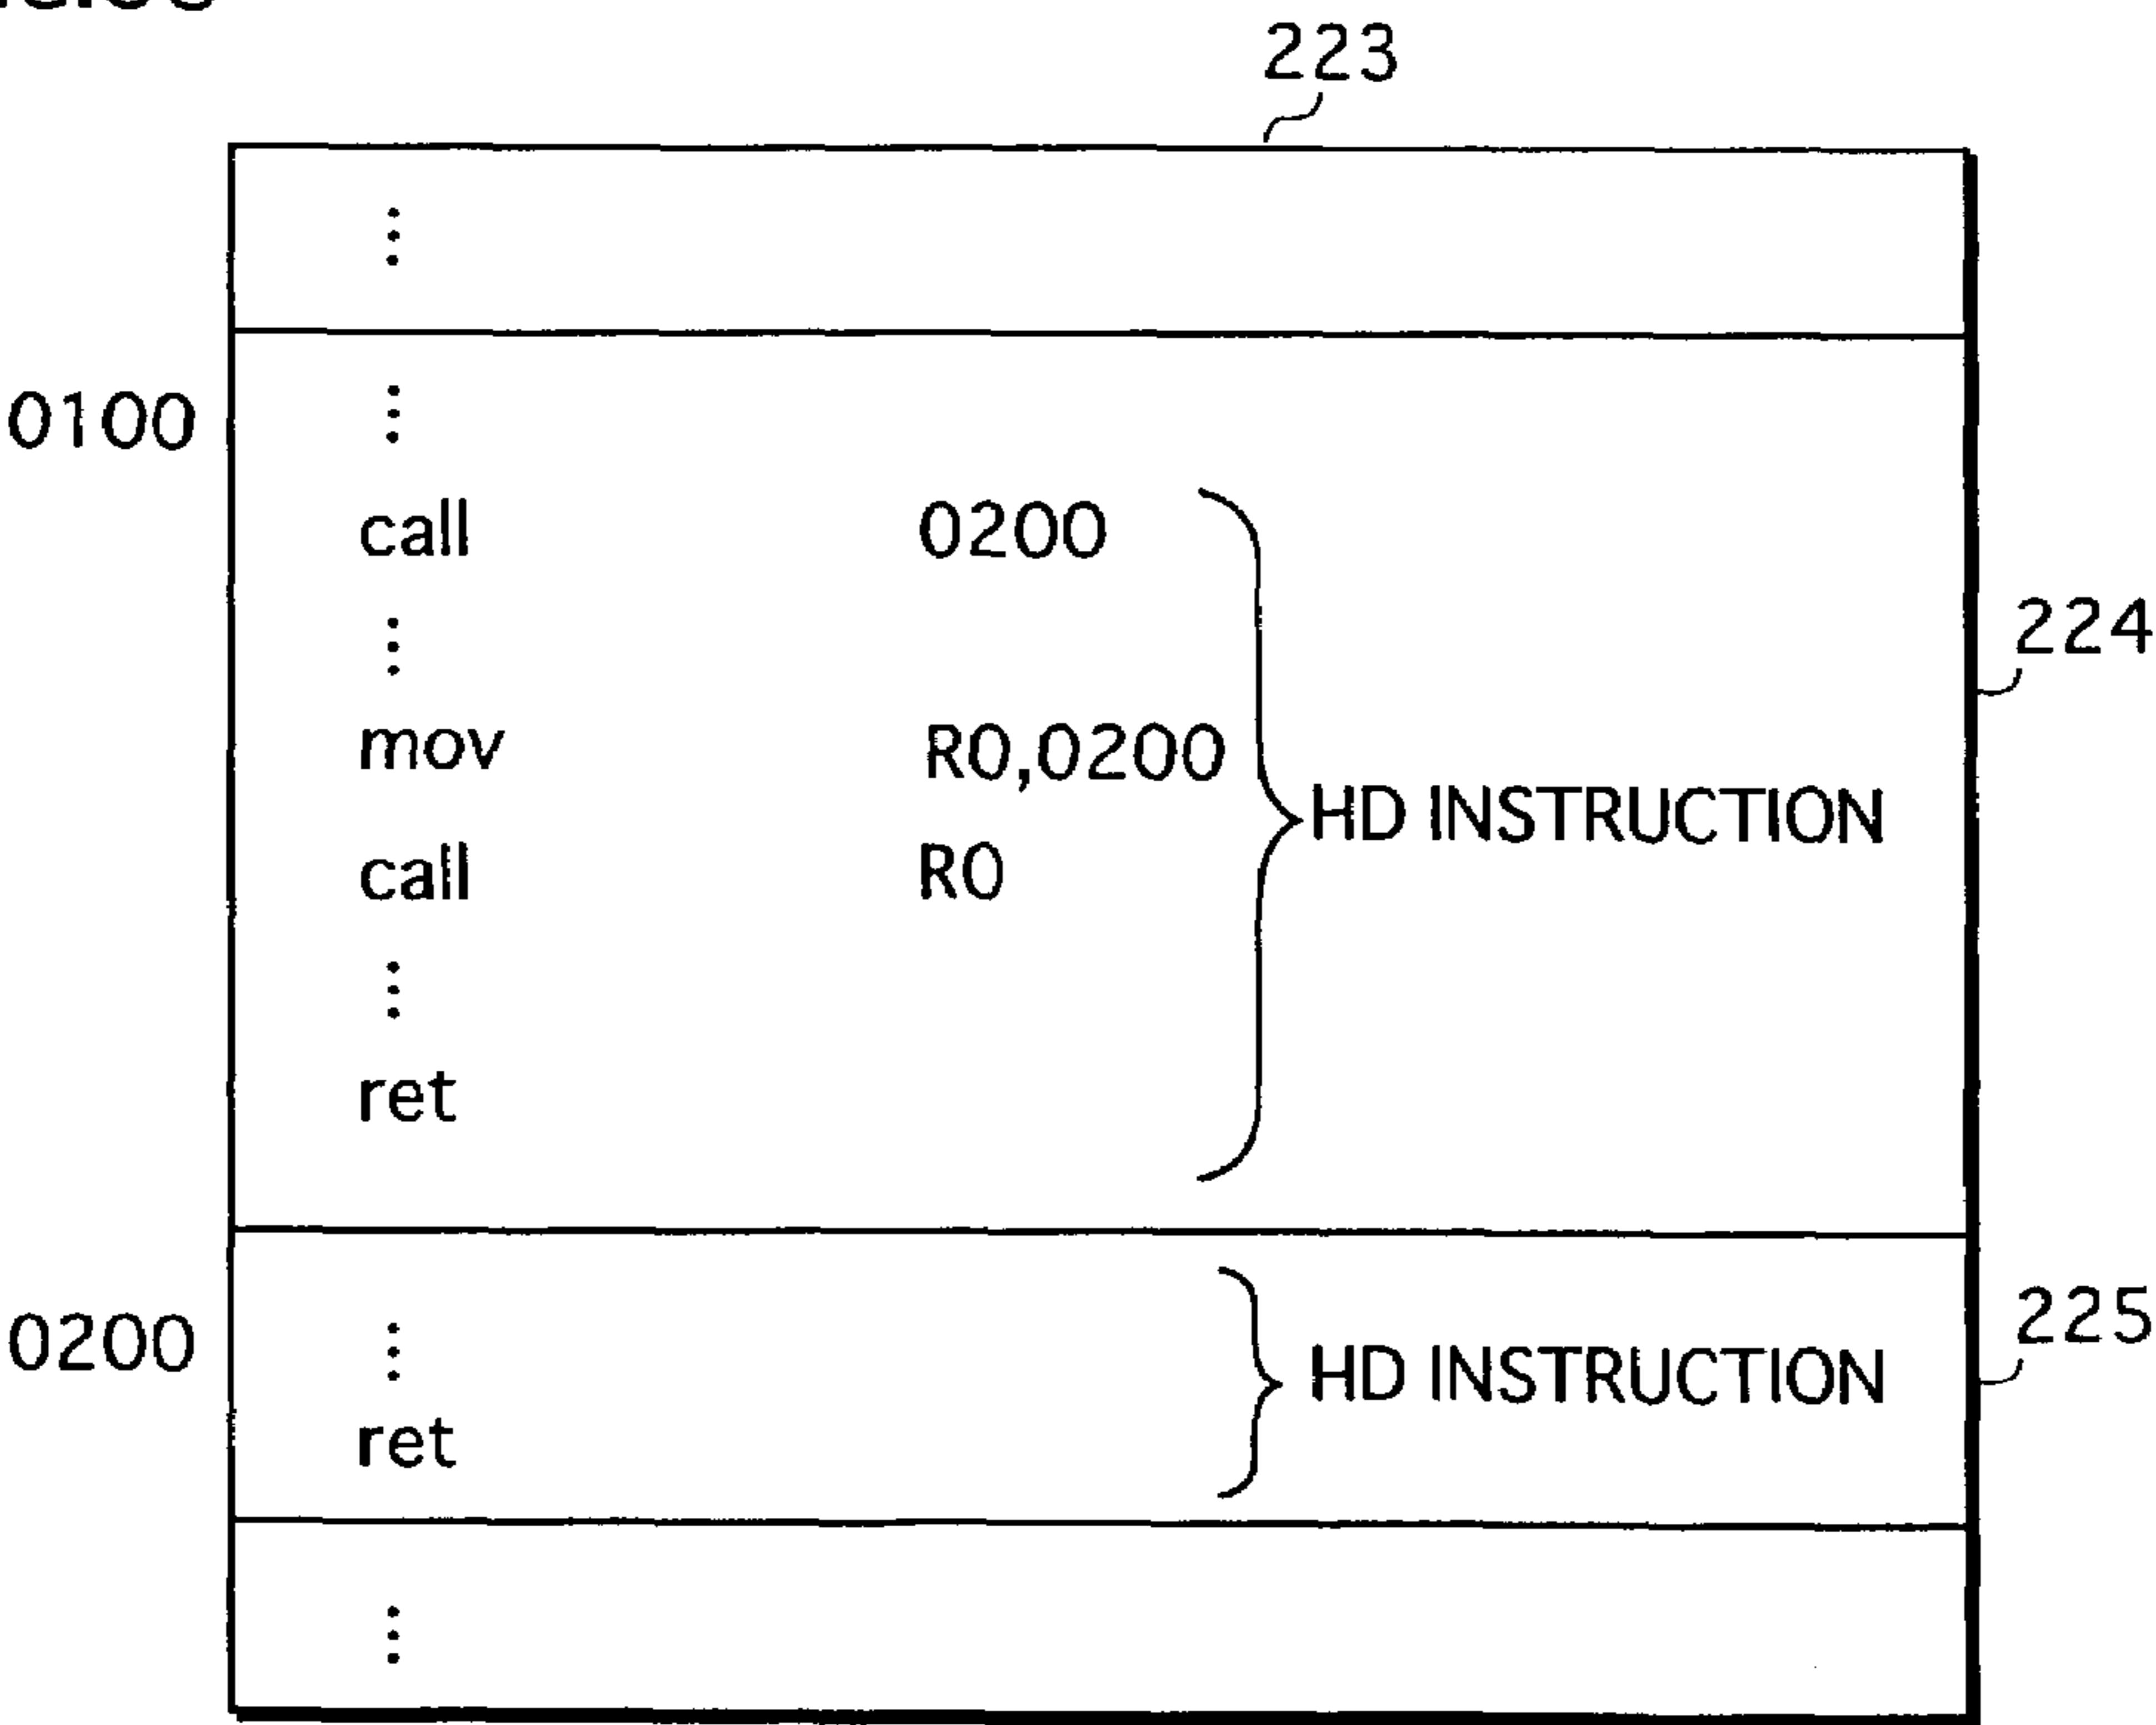 223
⋮
0100 ⋮
call 0200
⋮
224
mov R0,0200
HD INSTRUCTION
call R0
⋮
ret
0200 ⋮
225
HD INSTRUCTION
ret
⋮